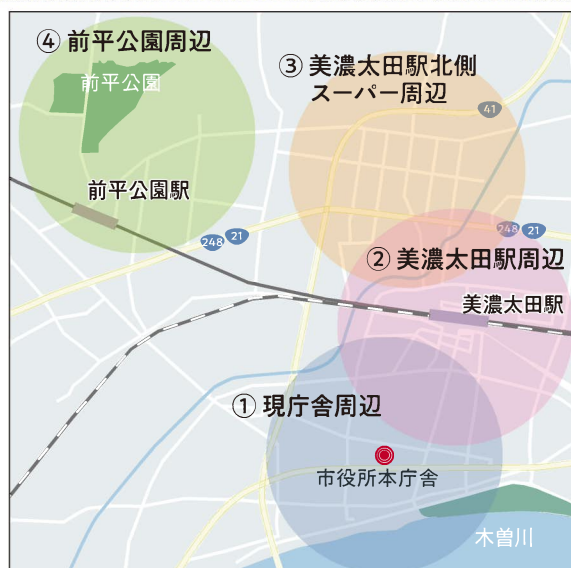 ④ 前平公園周辺
前平公園
③ 美濃太田駅北側
スーパー周辺
41
前平公園駅
248 21
248 21
② 美濃太田駅周辺
美濃太田駅
① 現庁舎周辺
市役所本庁舎
木曽川